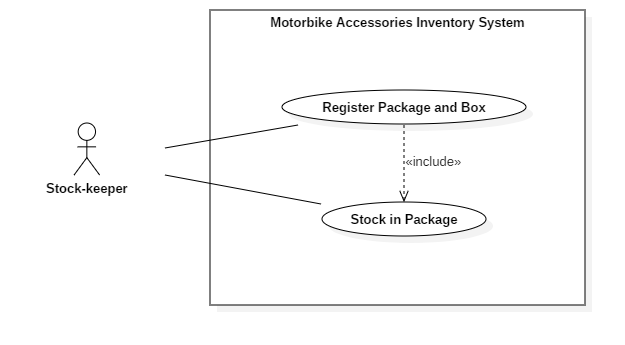 Motorbike Accessories Inventory System
Register Package and Box
«include»
Stock-keeper
Stock in Package